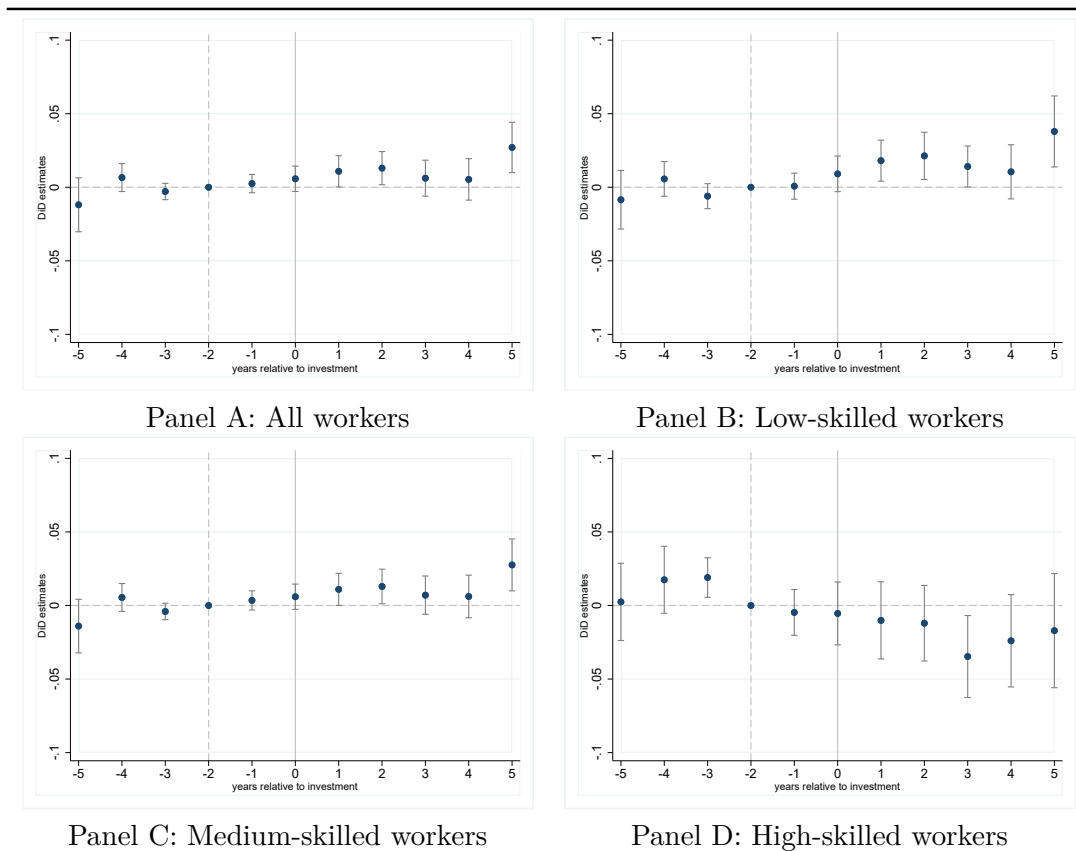 .1
.05
0
-.05
-.1
DiD estimates
-5 -4 -3 -2 -1 0 1 2 3 4 5
years relative to investment
Panel A: All workers
.1
.05
0
-.05
-.1
DiD estimates
-5 -4 -3 -2 -1 0 1 2 3 4 5
years relative to investment
Panel B: Low-skilled workers
.1
.05
0
-.05
-.1
DiD estimates
-5 -4 -3 -2 -1 0 1 2 3 4 5
years relative to investment
Panel C: Medium-skilled workers
.1
.05
0
-.05
-.1
DiD estimates
-5 -4 -3 -2 -1 0 1 2 3 4 5
years relative to investment
Panel D: High-skilled workers